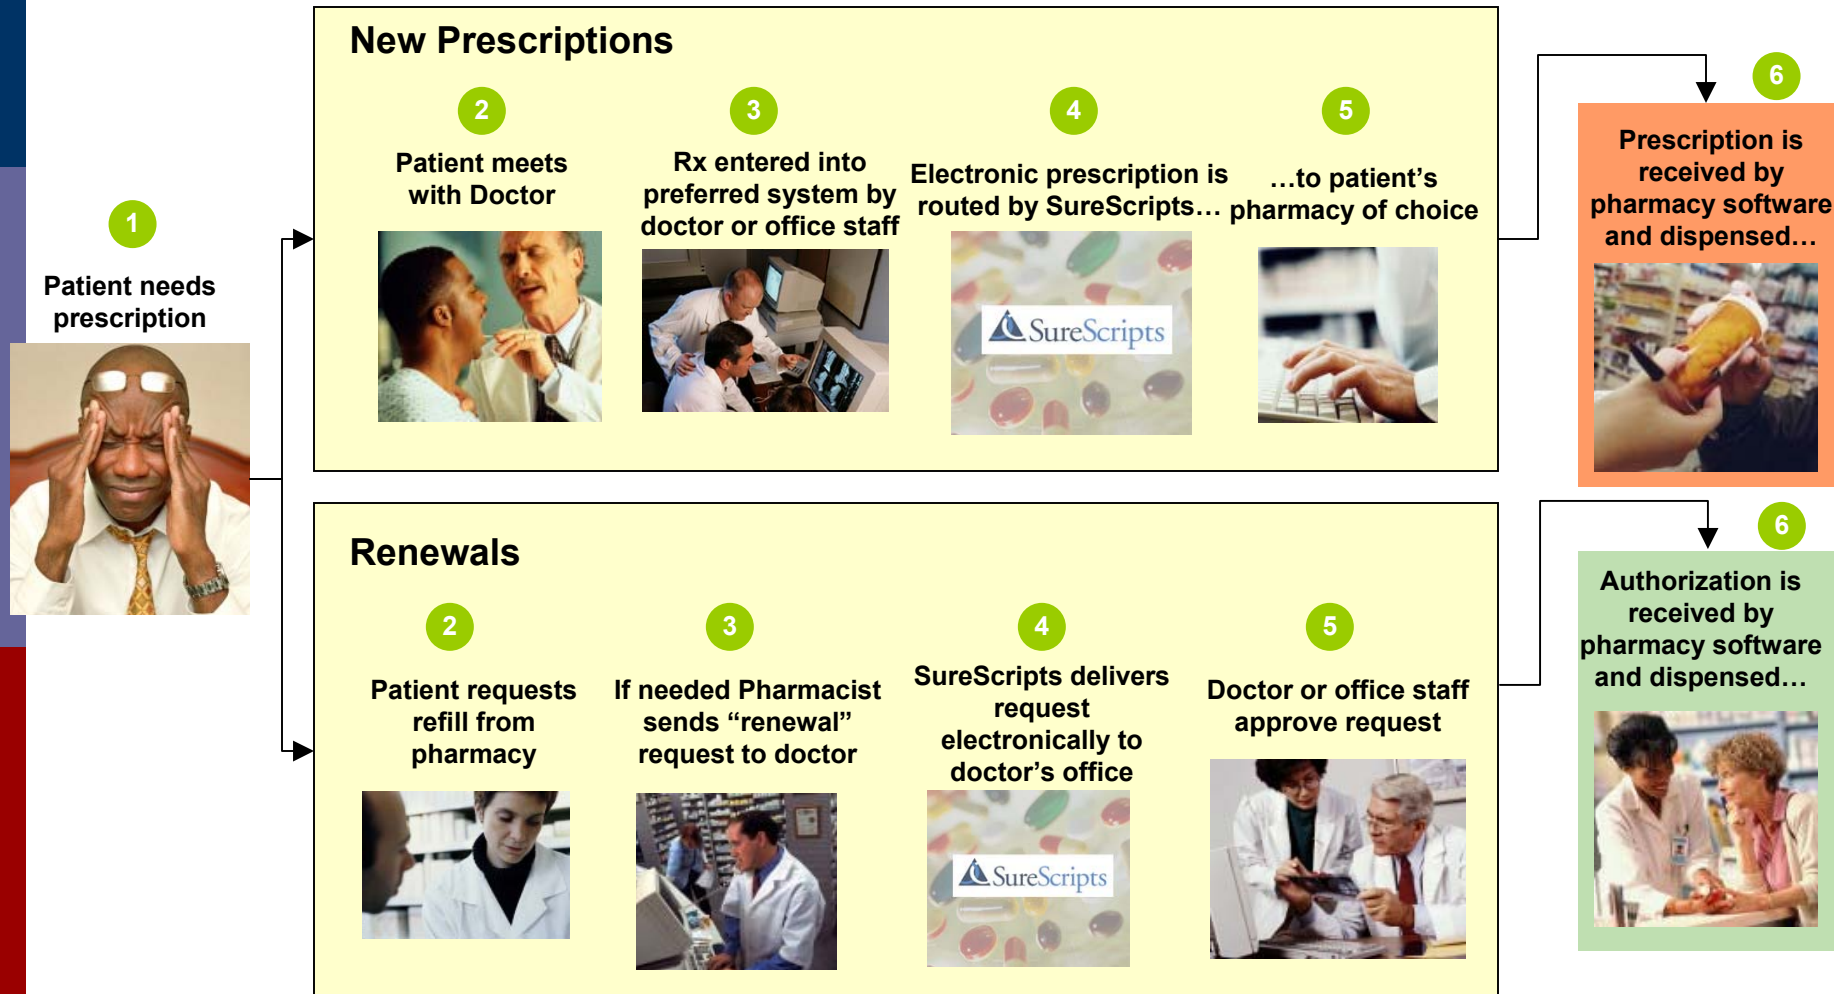 1
Patient needs
prescription
New Prescriptions
2
Patient meets
with Doctor
3
Rx entered into
preferred system by
doctor or office staff
4
Electronic prescription is
routed by SureScripts…
SureScripts
5
…to patient’s
pharmacy of choice
6
Prescription is
received by
pharmacy software
and dispensed…
Renewals
2
Patient requests
refill from
pharmacy
3
If needed Pharmacist
sends “renewal”
request to doctor
4
SureScripts delivers
request
electronically to
doctor’s office
SureScripts
5
Doctor or office staff
approve request
6
Authorization is
received by
pharmacy software
and dispensed…